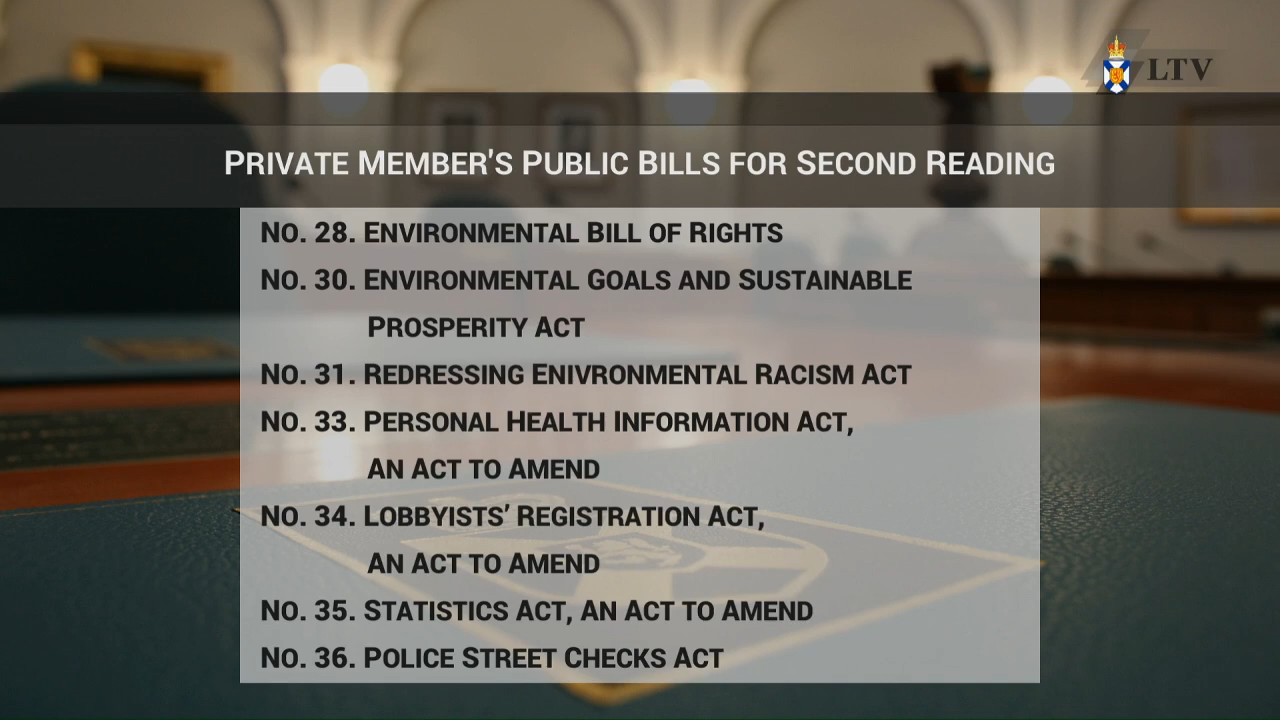 LTV
PRIVATE MEMBER'S PUBLIC BILLS FOR SECOND READING
NO. 28. ENVIRONMENTAL BILL OF RIGHTS
NO. 30. ENVIRONMENTAL GOALS AND SUSTAINABLE
PROSPERITY ACT
NO. 31. REDRESSING ENIVRONMENTAL RACISM ACT
NO. 33. PERSONAL HEALTH INFORMATION ACT,
AN ACT TO AMEND
NO. 34. LOBBYISTS’ REGISTRATION ACT,
AN ACT TO AMEND
NO. 35. STATISTICS ACT, AN ACT TO AMEND
NO. 36. POLICE STREET CHECKS ACT